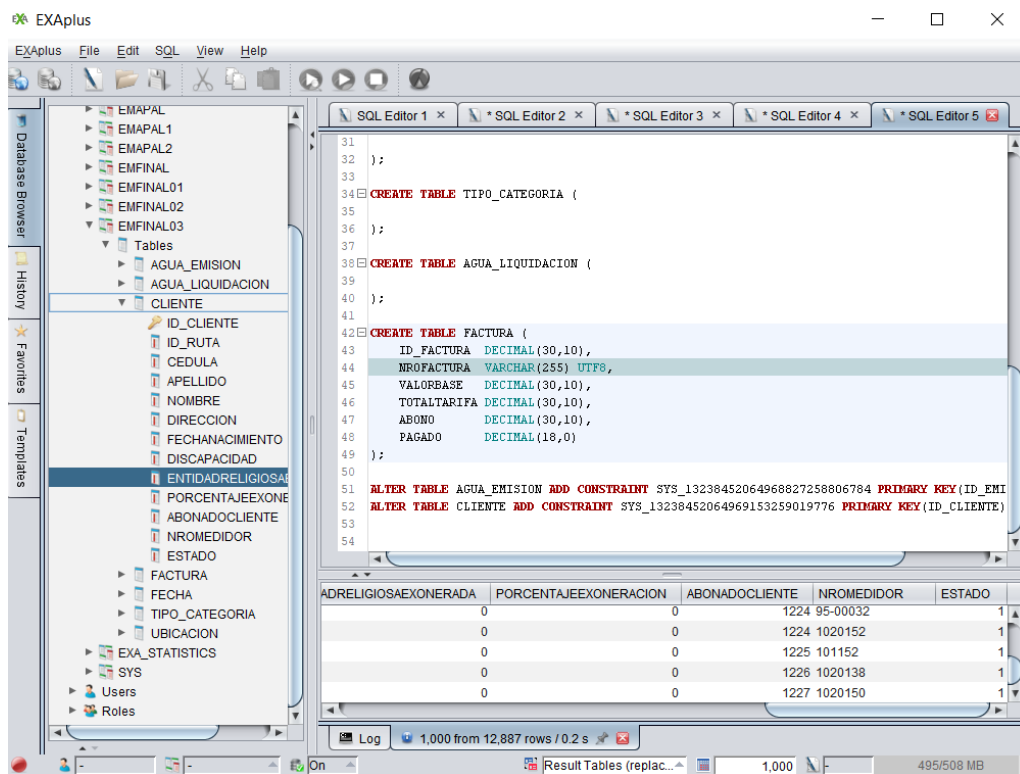 EXAplus
EXAplus File Edit SQL View Help
Database Browser
History
Favorites
Templates
EMAPAL
EMAPAL1
EMAPAL2
EMFINAL
EMFINAL01
EMFINAL02
EMFINAL03
Tables
AGUA_EMISION
AGUA_LIQUIDACION
CLIENTE
ID_CLIENTE
ID_RUTA
CEDULA
APELLIDO
NOMBRE
DIRECCION
FECHANACIMIENTO
DISCAPACIDAD
ENTIDADRELIGIOSAE
PORCENTAJEEXONE
ABONADOCLIENTE
NROMEDIDOR
ESTADO
FACTURA
FECHA
TIPO_CATEGORIA
UBICACION
EXA_STATISTICS
SYS
Users
Roles
SQL Editor 1 * SQL Editor 2 * SQL Editor 3 * SQL Editor 4 * SQL Editor 5
31
32 );
33
34 CREATE TABLE TIPO_CATEGORIA (
35
36 );
37
38 CREATE TABLE AGUA_LIQUIDACION (
39
40 );
41
42 CREATE TABLE FACTURA (
43 ID_FACTURA DECIMAL(30,10),
44 NROFACTURA VARCHAR(255) UTF8,
45 VALORBASE DECIMAL(30,10),
46 TOTALTARIFA DECIMAL(30,10),
47 ABONO DECIMAL(30,10),
48 PAGADO DECIMAL(18,0)
49 );
50
51 ALTER TABLE AGUA_EMISION ADD CONSTRAINT SYS_13238452064968827258806784 PRIMARY KEY(ID_EMI
52 ALTER TABLE CLIENTE ADD CONSTRAINT SYS_13238452064969153259019776 PRIMARY KEY(ID_CLIENTE)
53
54
ADRELIGIOSAEXONERADA PORCENTAJEEXONERACION ABONADOCLIENTE NROMEDIDOR ESTADO
0 0 1224 95-00032 1
0 0 1224 1020152 1
0 0 1225 101152 1
0 0 1226 1020138 1
0 0 1227 1020150 1
Log 1,000 from 12,887 rows / 0.2 s
- - On Result Tables (replac... 1,000 - 495/508 MB